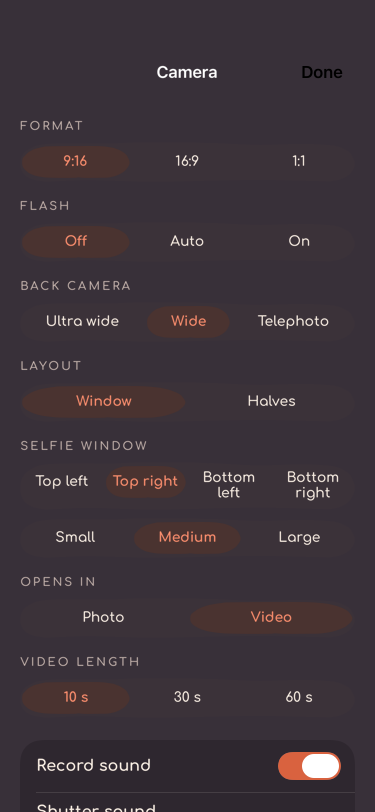 Camera
Done
FORMAT
9:16 16:9 1:1
FLASH
Off Auto On
BACK CAMERA
Ultra wide Wide Telephoto
LAYOUT
Window Halves
SELFIE WINDOW
Top left Top right Bottom left Bottom right
Small Medium Large
OPENS IN
Photo Video
VIDEO LENGTH
10 s 30 s 60 s
Record sound
Shutter sound